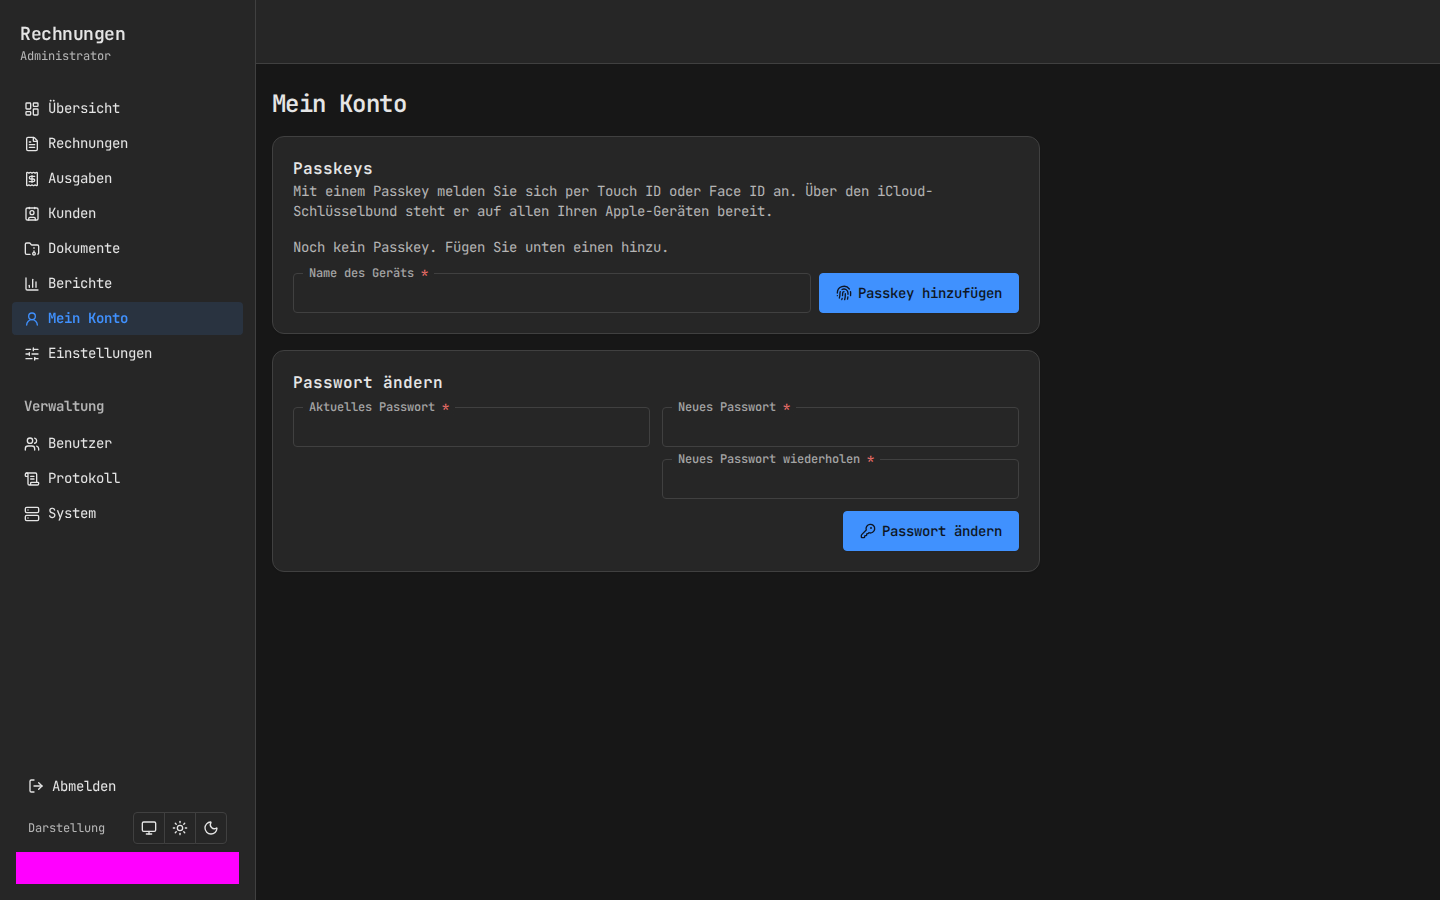 Rechnungen
Administrator
Übersicht
Rechnungen
Ausgaben
Kunden
Dokumente
Berichte
Mein Konto
Einstellungen
Verwaltung
Benutzer
Protokoll
System
Abmelden
Darstellung
Mein Konto
Passkeys
Mit einem Passkey melden Sie sich per Touch ID oder Face ID an. Über den iCloud-
Schlüsselbund steht er auf allen Ihren Apple-Geräten bereit.
Noch kein Passkey. Fügen Sie unten einen hinzu.
Name des Geräts *
Passkey hinzufügen
Passwort ändern
Aktuelles Passwort *
Neues Passwort *
Neues Passwort wiederholen *
Passwort ändern